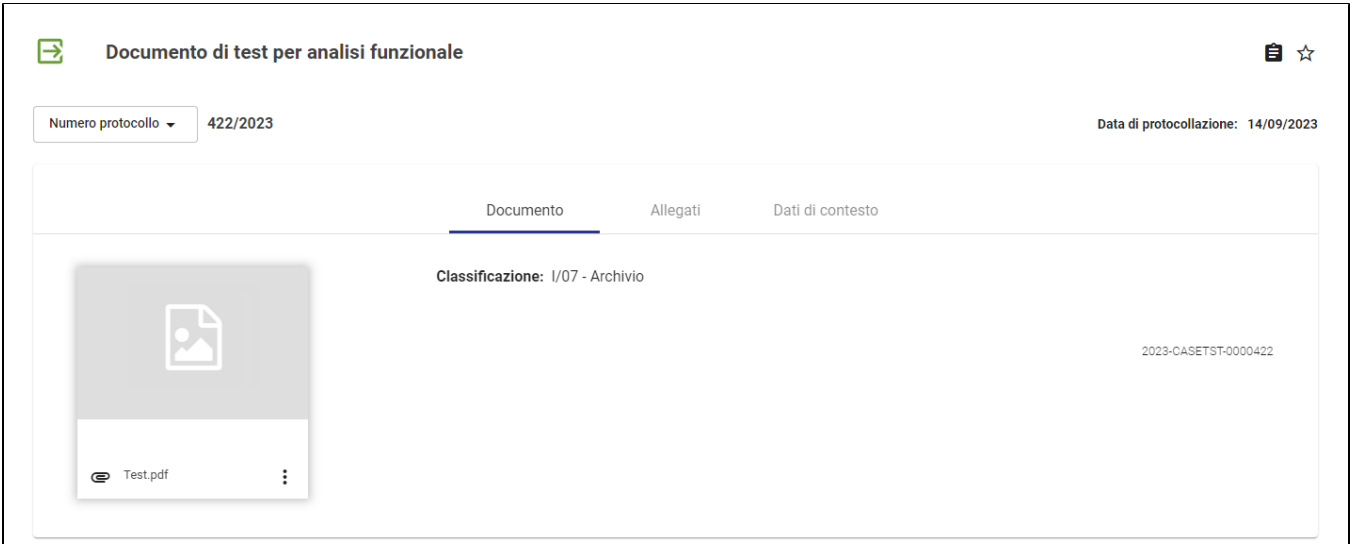 Documento di test per analisi funzionale
Numero protocollo 422/2023
Data di protocollazione: 14/09/2023
Documento Allegati Dati di contesto
Classificazione: I/07 - Archivio
2023-CASETST-0000422
Test.pdf